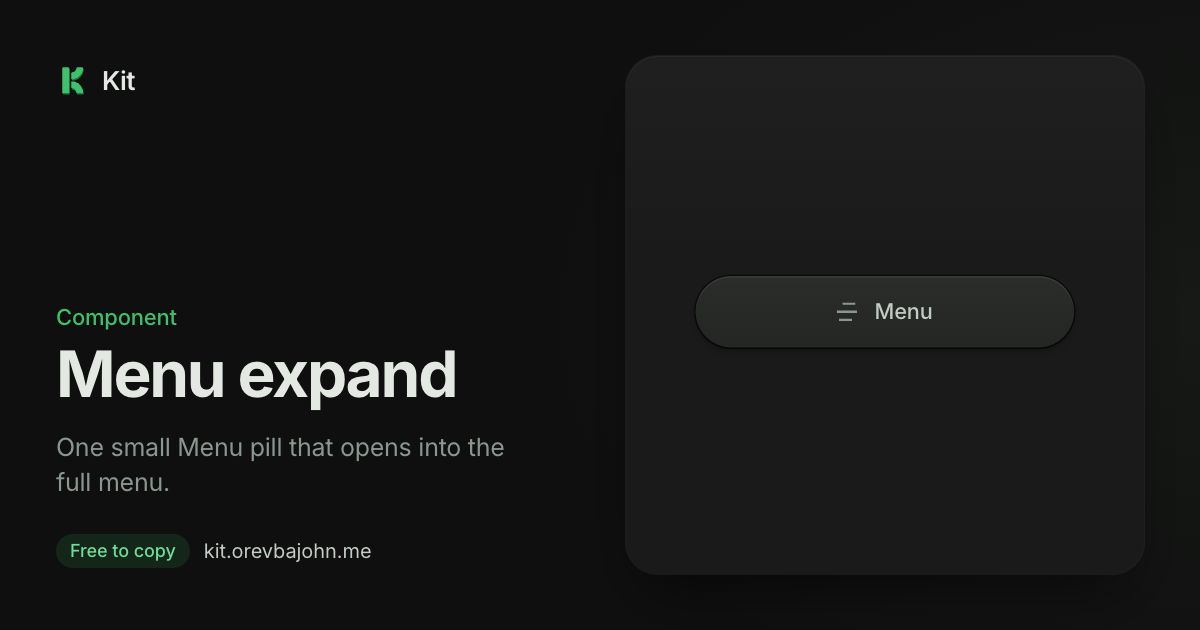 Kit
Component
Menu expand
One small Menu pill that opens into the
full menu.
Free to copy
kit.orevbajohn.me
Menu